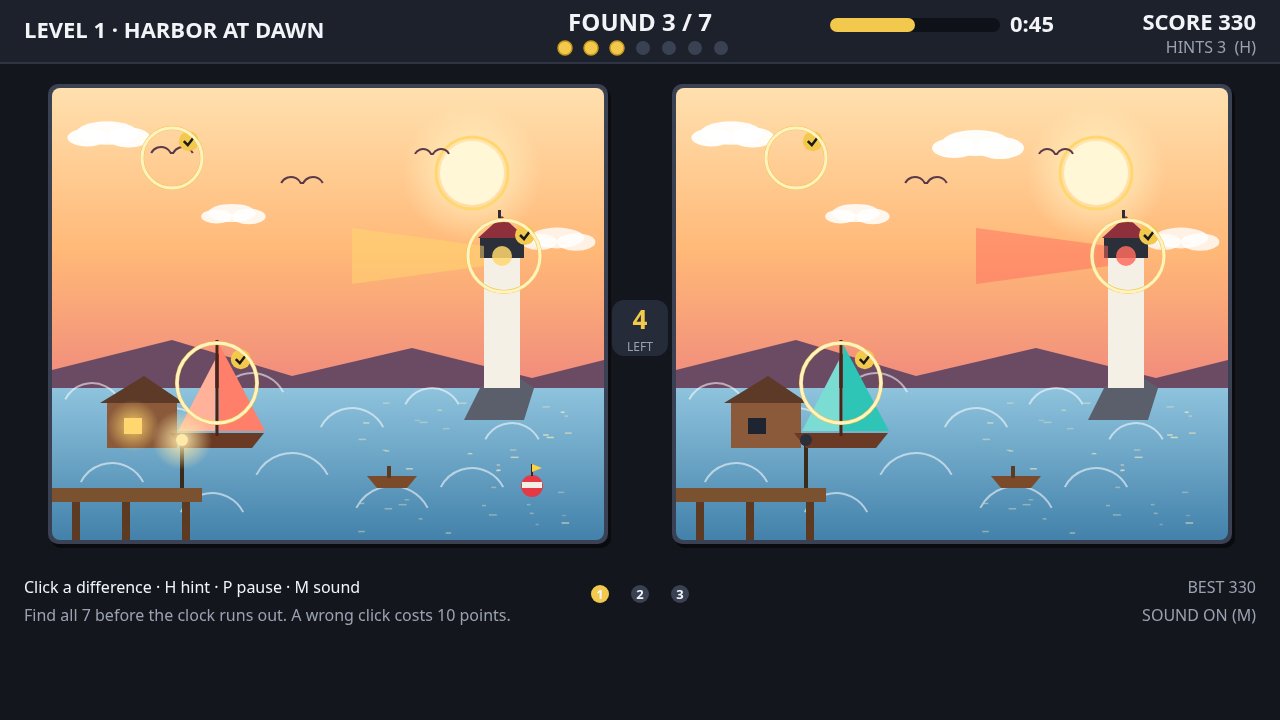 LEVEL 1 · HARBOR AT DAWN
FOUND 3 / 7
0:45
SCORE 330
HINTS 3 (H)
4
LEFT
Click a difference · H hint · P pause · M sound
Find all 7 before the clock runs out. A wrong click costs 10 points.
1 2 3
BEST 330
SOUND ON (M)